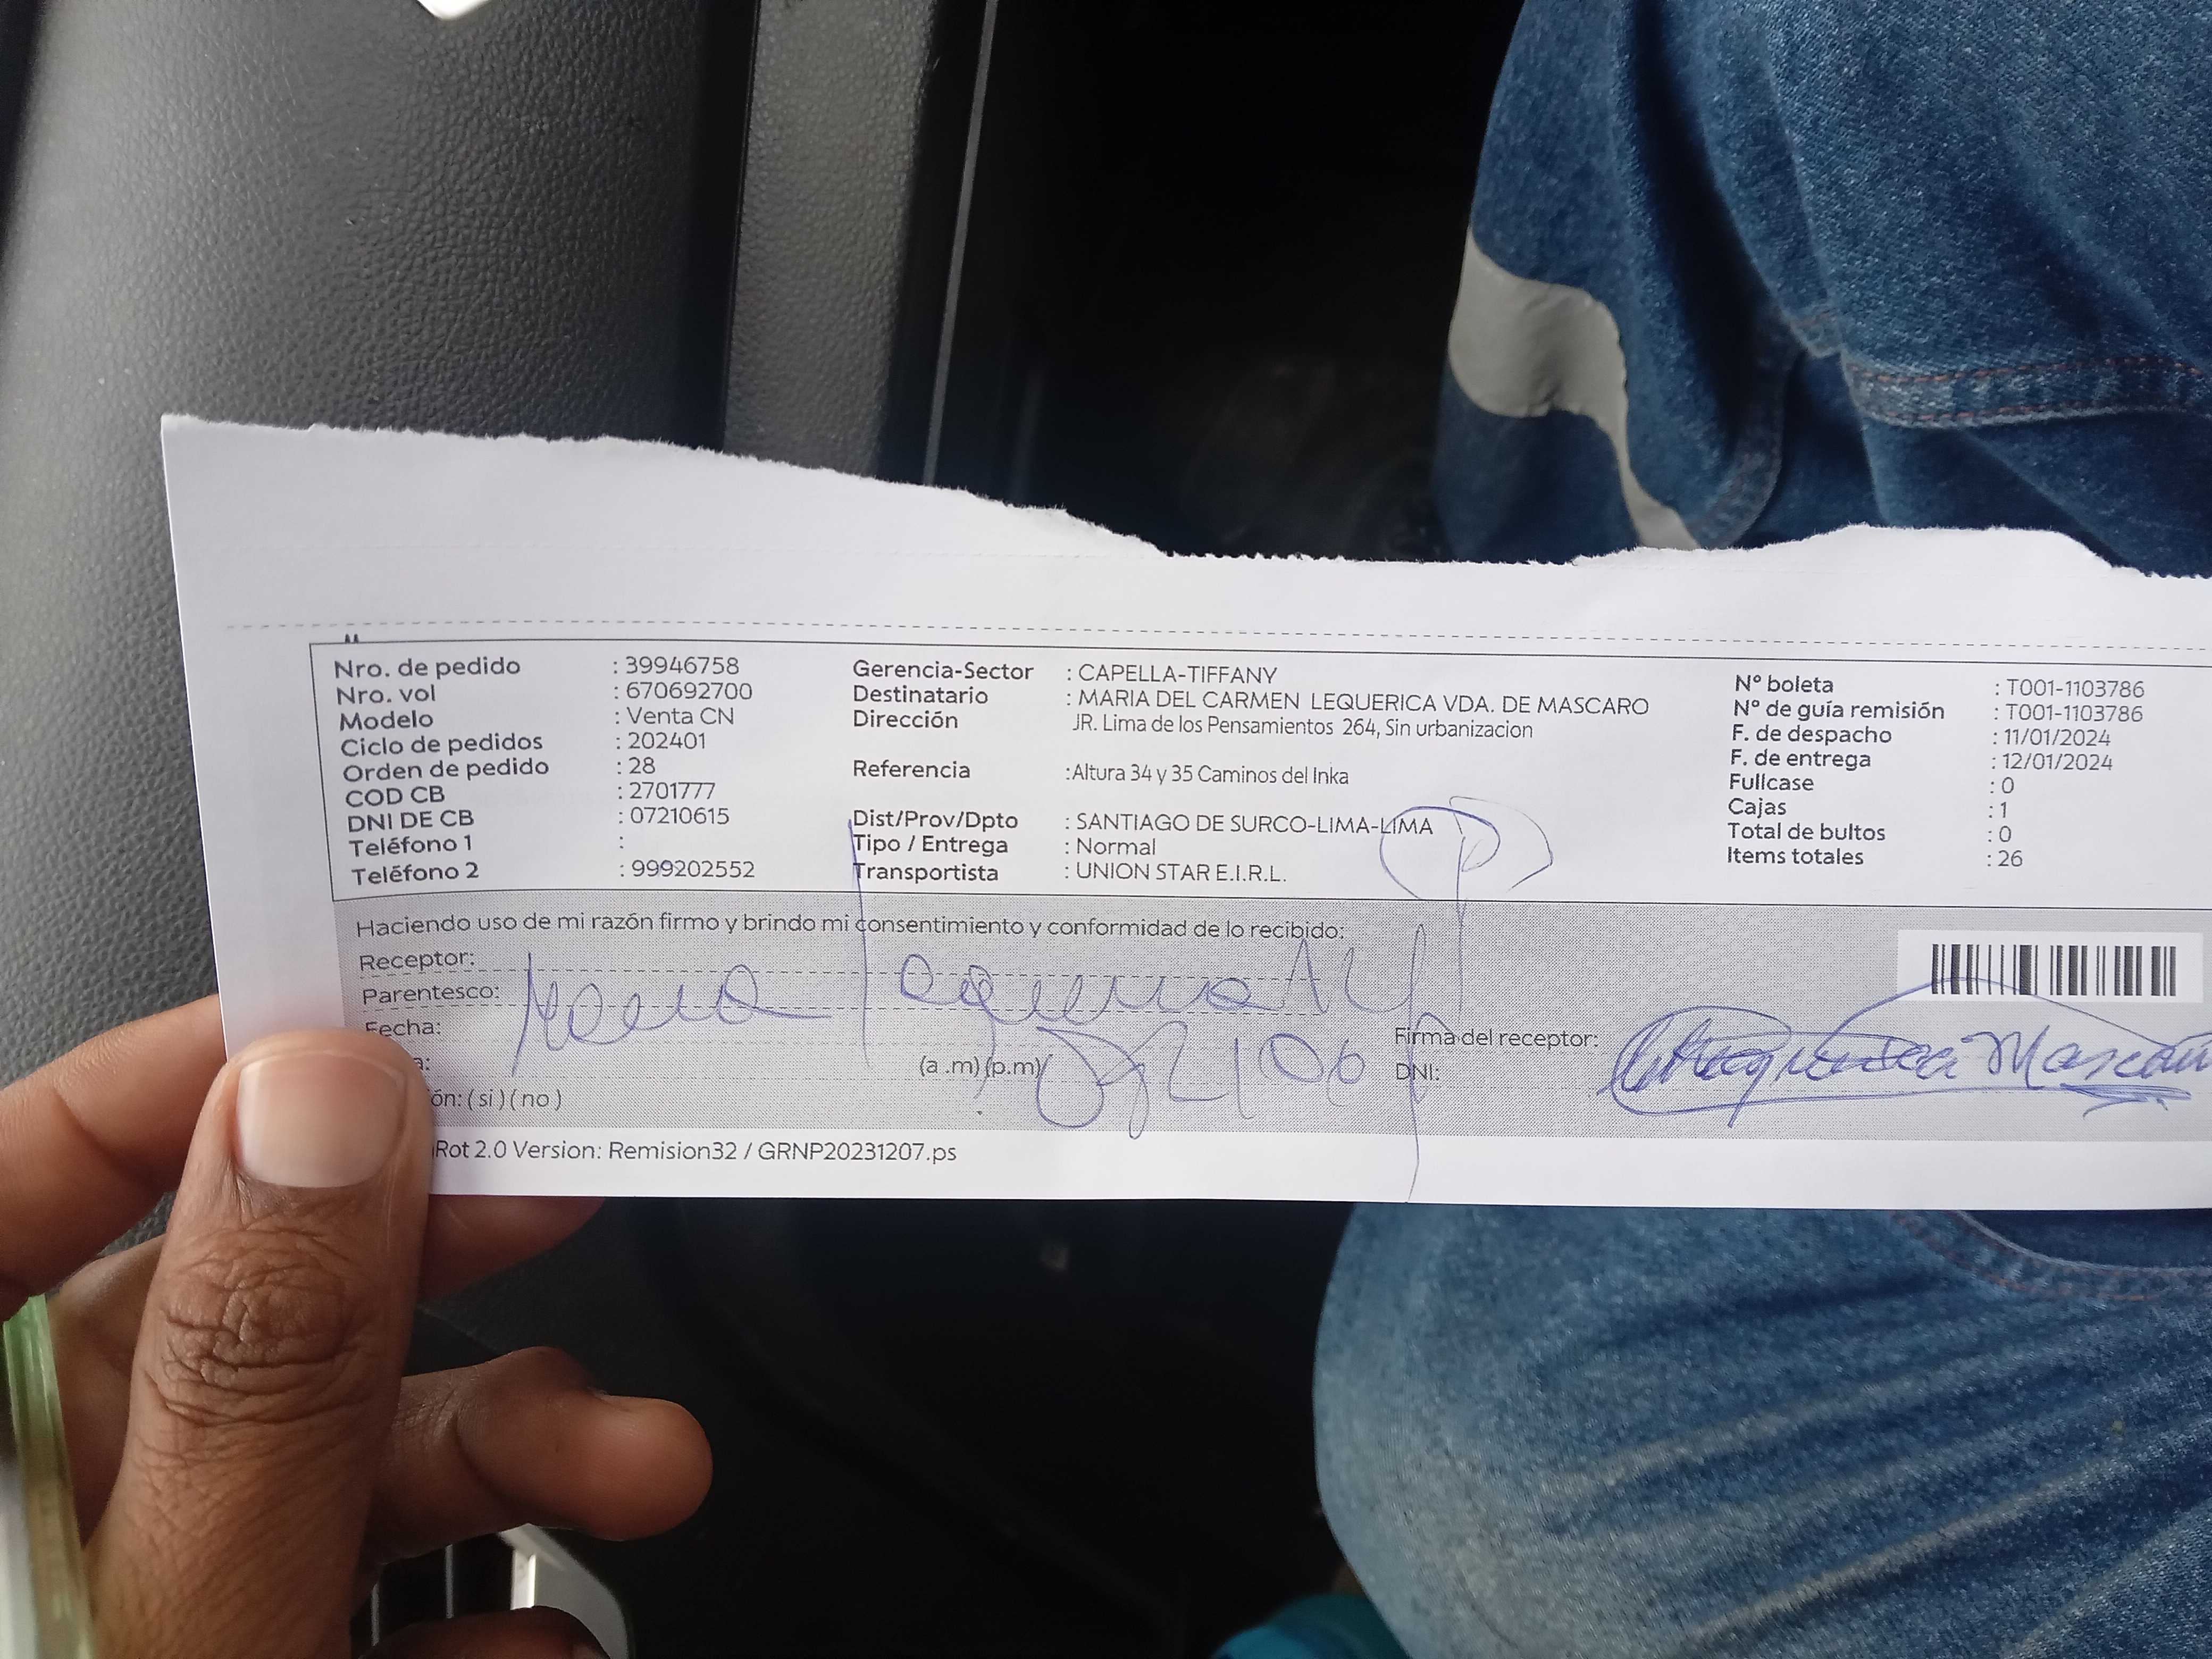 Nro. de pedido : 39946758
Nro. vol : 670692700
Modelo : Venta CN
Ciclo de pedidos : 202401
Orden de pedido : 28
COD CB : 2701777
DNI DE CB : 07210615
Teléfono 1 :
Teléfono 2 : 999202552
Gerencia-Sector : CAPELLA-TIFFANY
Destinatario : MARIA DEL CARMEN LEQUERICA VDA. DE MASCARO
Dirección JR. Lima de los Pensamientos 264, Sin urbanizacion
Referencia :Altura 34 y 35 Caminos del Inka
Dist/Prov/Dpto : SANTIAGO DE SURCO-LIMA-LIMA
Tipo / Entrega : Normal
Transportista : UNION STAR E.I.R.L.
N° boleta : T001-1103786
N° de guía remisión : T001-1103786
F. de despacho : 11/01/2024
F. de entrega : 12/01/2024
Fullcase : 0
Cajas : 1
Total de bultos : 0
Items totales : 26
Haciendo uso de mi razón firmo y brindo mi consentimiento y conformidad de lo recibido:
Receptor:
Parentesco:
Fecha:
a: (a.m)(p.m)
ón: (si)(no)
Firma del receptor:
DNI:
Rot 2.0 Version: Remision32 / GRNP20231207.ps